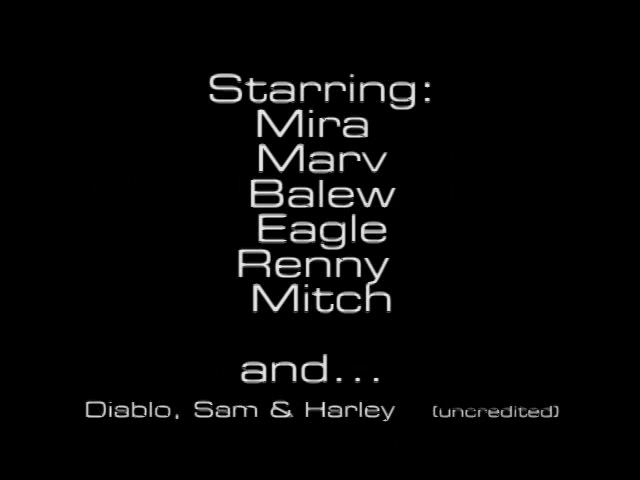 Starring:
Mira
Marv
Balew
Eagle
Renny
Mitch
and...
Diablo, Sam & Harley (uncredited)